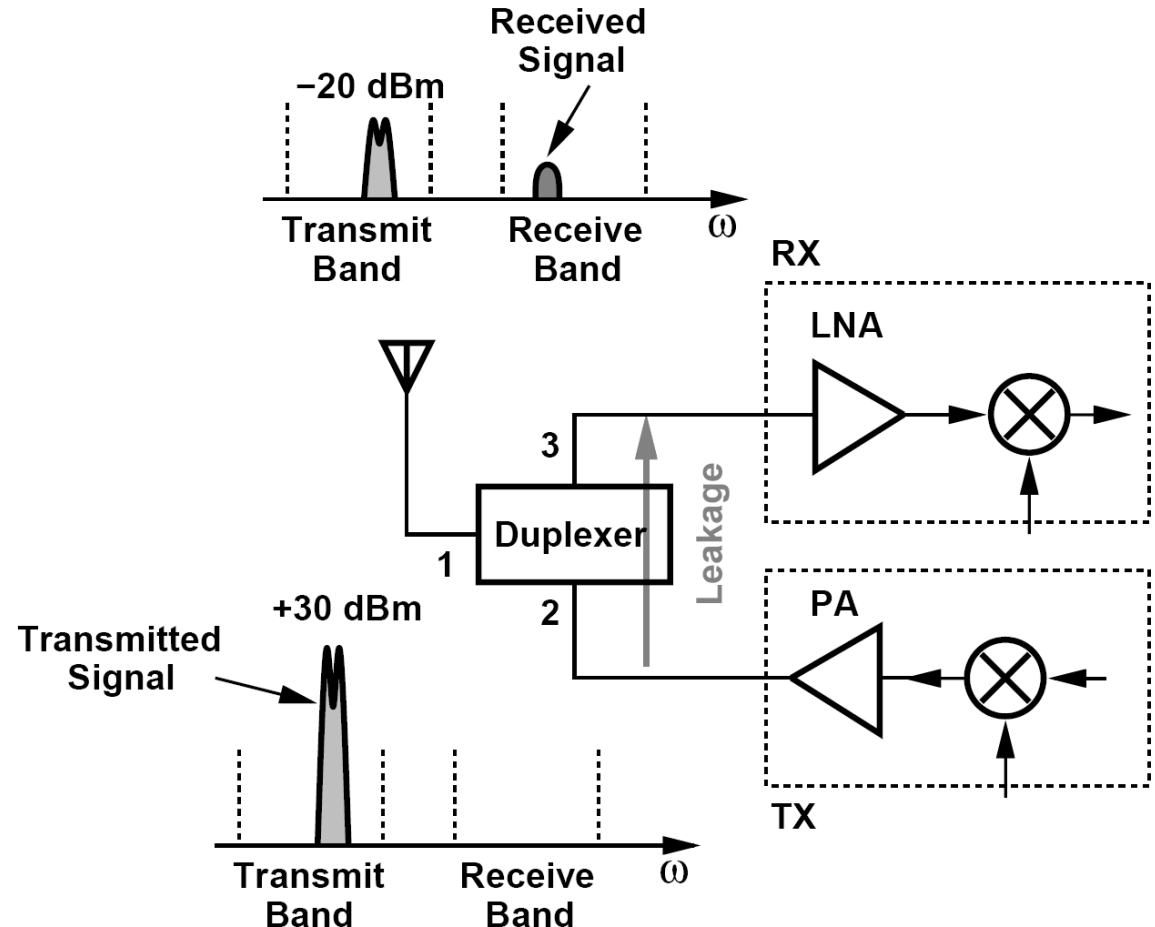 Received
Signal
−20 dBm
Transmit
Band
Receive
Band
ω
RX
LNA
3
Duplexer
1
2
Leakage
+30 dBm
Transmitted
Signal
PA
TX
Transmit
Band
Receive
Band
ω